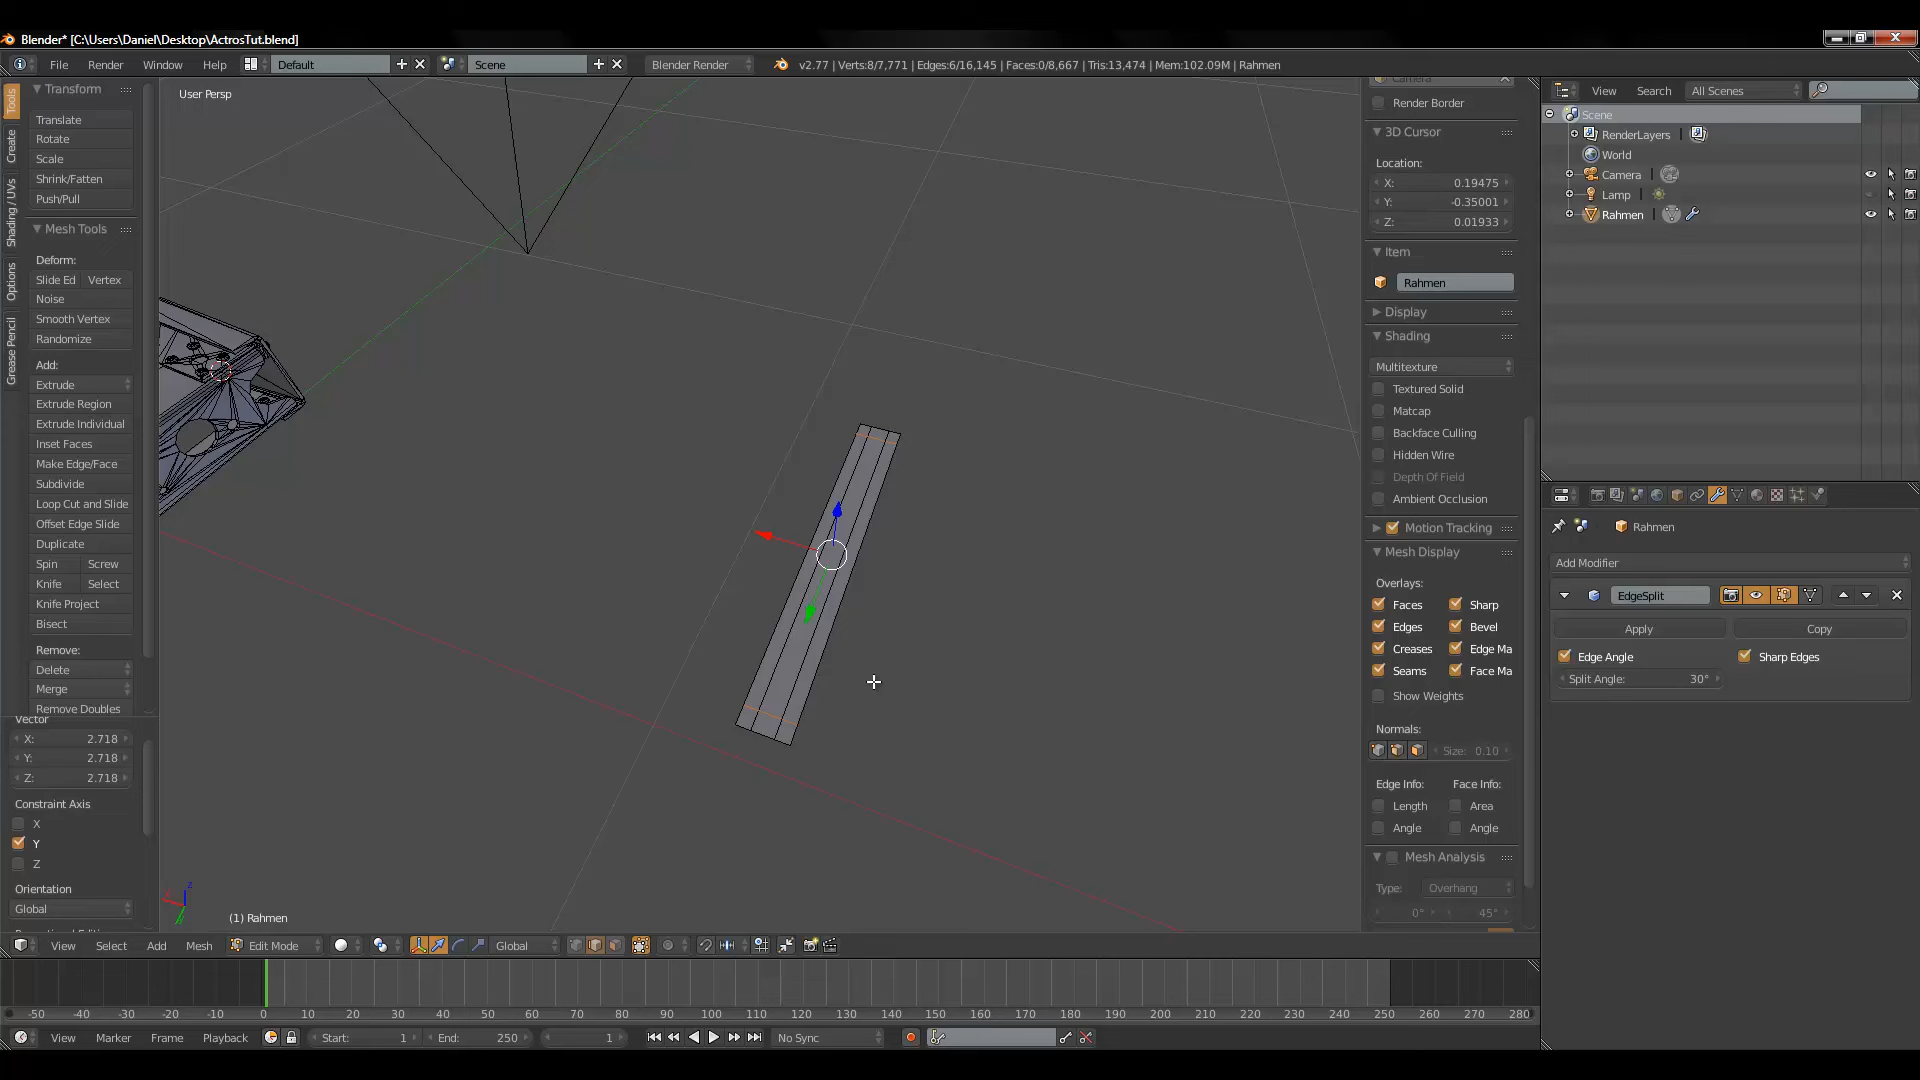 Blender* [C:\Users\Daniel\Desktop\ActrosTut.blend]
File Render Window Help Default Scene Blender Render v2.77 | Verts:8/7,771 | Edges:6/16,145 | Faces:0/8,667 | Tris:13,474 | Mem:102.09M | Rahmen
Tools
Create
Shading / UVs
Options
Grease Pencil
Transform
Translate
Rotate
Scale
Shrink/Fatten
Push/Pull
Mesh Tools
Deform:
Slide Ed Vertex
Noise
Smooth Vertex
Randomize
Add:
Extrude
Extrude Region
Extrude Individual
Inset Faces
Make Edge/Face
Subdivide
Loop Cut and Slide
Offset Edge Slide
Duplicate
Spin Screw
Knife Select
Knife Project
Bisect
Remove:
Delete
Merge
Remove Doubles
Vector
X: 2.718
Y: 2.718
Z: 2.718
Constraint Axis
X
Y
Z
Orientation
Global
User Persp
(1) Rahmen
z
Camera
Render Border
3D Cursor
Location:
X: 0.19475
Y: -0.35001
Z: 0.01933
Item
Rahmen
Display
Shading
Multitexture
Textured Solid
Matcap
Backface Culling
Hidden Wire
Depth Of Field
Ambient Occlusion
Motion Tracking
Mesh Display
Overlays:
Faces Sharp
Edges Bevel
Creases Edge Ma
Seams Face Ma
Show Weights
Normals:
Size: 0.10
Edge Info: Face Info:
Length Area
Angle Angle
Mesh Analysis
Type: Overhang
0° 45°
View Search All Scenes
Scene
RenderLayers
World
Camera
Lamp
Rahmen
Rahmen
Add Modifier
EdgeSplit
Apply Copy
Edge Angle Sharp Edges
Split Angle: 30°
View Select Add Mesh Edit Mode Global
-50 -40 -30 -20 -10 0 10 20 30 40 50 60 70 80 90 100 110 120 130 140 150 160 170 180 190 200 210 220 230 240 250 260 270 280
View Marker Frame Playback Start: 1 End: 250 1 No Sync